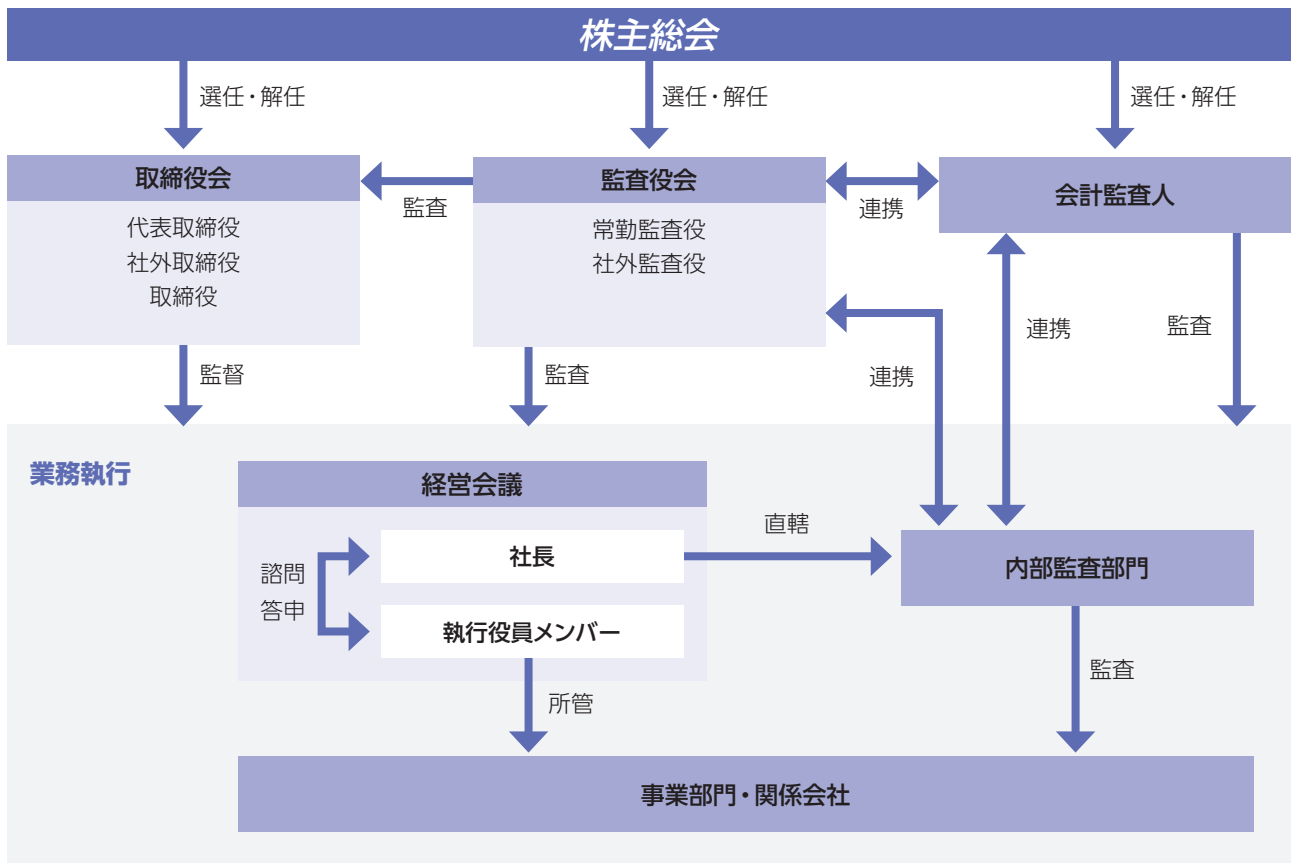 株主総会
選任・解任
選任・解任
選任・解任
取締役会
代表取締役
社外取締役
取締役
監査
監査役会
常勤監査役
社外監査役
連携
会計監査人
監督
監査
連携
連携
監査
業務執行
経営会議
諮問
答申
社長
執行役員メンバー
直轄
内部監査部門
所管
監査
事業部門・関係会社